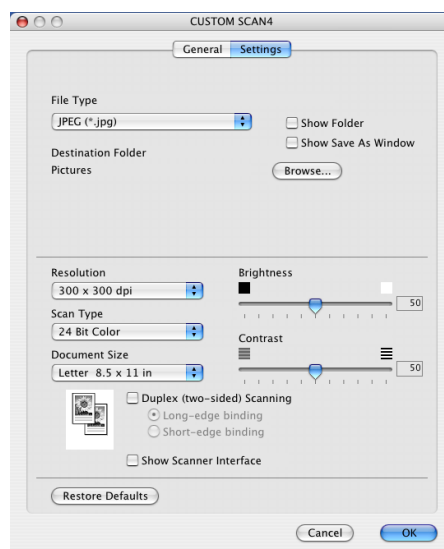 CUSTOM SCAN4
General Settings
File Type
JPEG (*.jpg)
Show Folder
Show Save As Window
Destination Folder
Pictures
Browse...
Resolution
300 x 300 dpi
Scan Type
24 Bit Color
Document Size
Letter 8.5 x 11 in
Brightness
50
Contrast
50
Duplex (two-sided) Scanning
Long-edge binding
Short-edge binding
Show Scanner Interface
Restore Defaults
Cancel OK